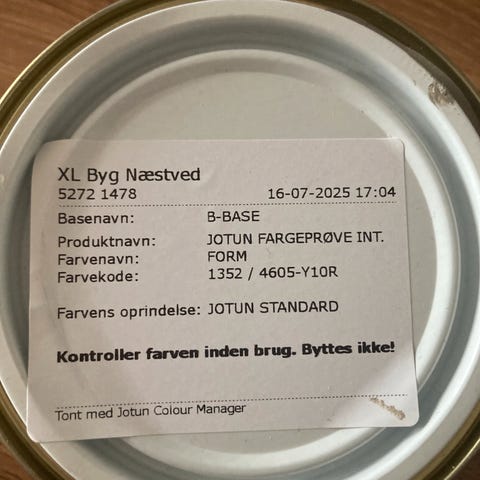 XL Byg Næstved
5272 1478 16-07-2025 17:04
Basenavn: B-BASE
Produktnavn: JOTUN FARGEPRØVE INT.
Farvenavn: FORM
Farvekode: 1352 / 4605-Y10R
Farvens oprindelse: JOTUN STANDARD
Kontroller farven inden brug. Byttes ikke!
Tont med Jotun Colour Manager